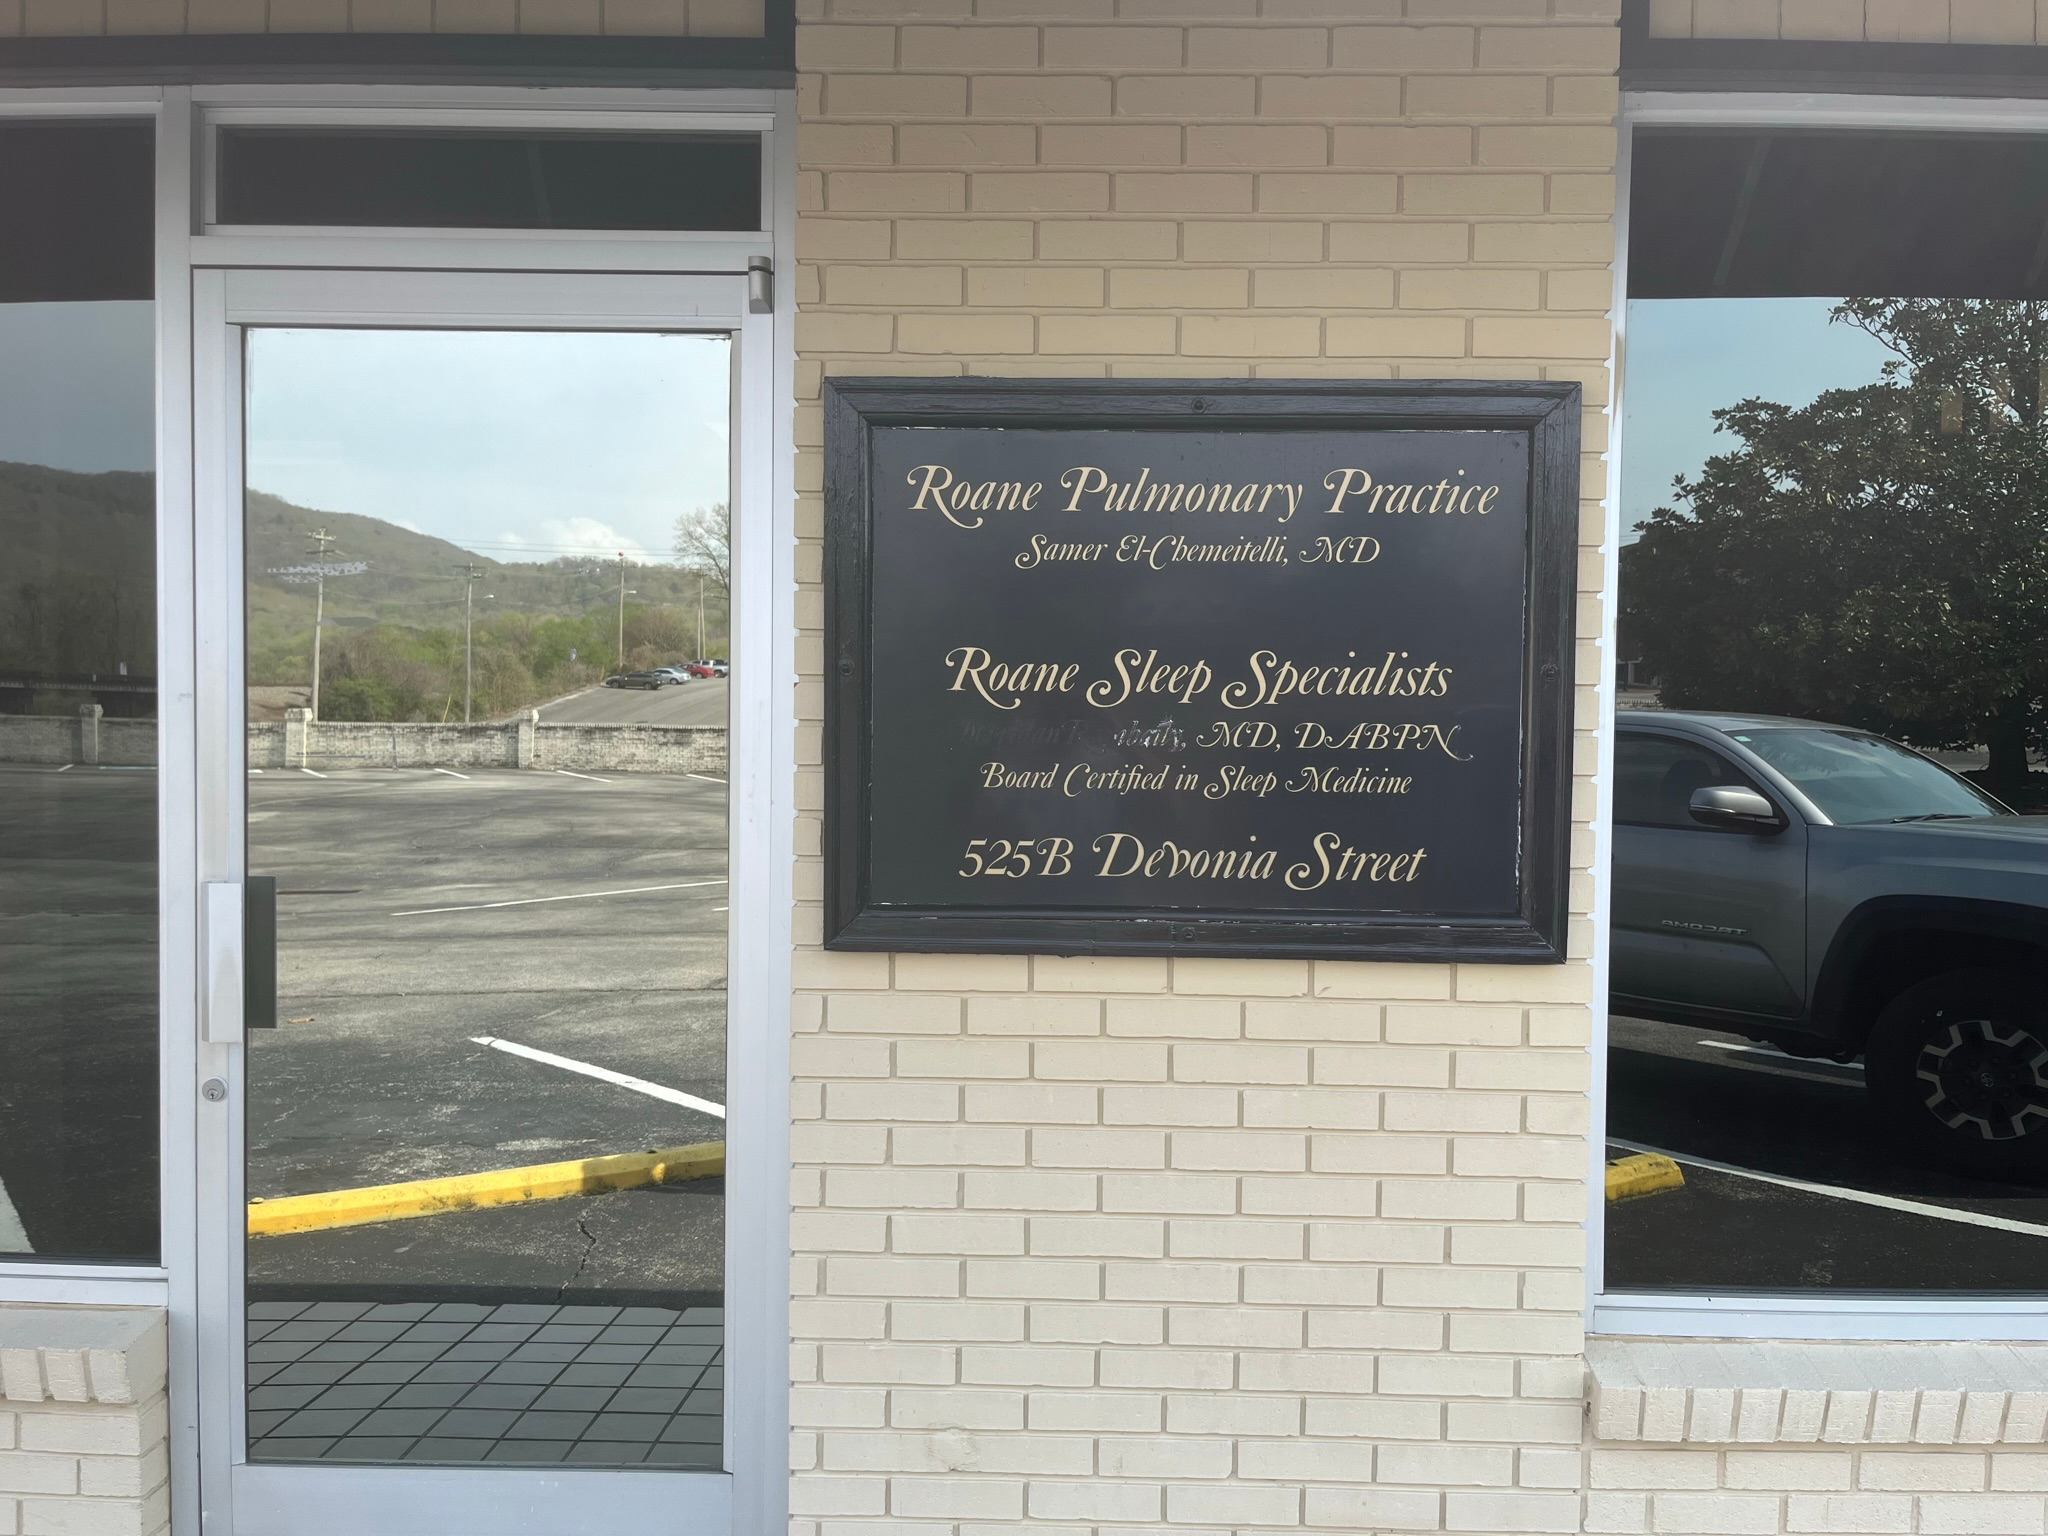 Roane Pulmonary Practice
Samer El-Chemeitelli, MD
Roane Sleep Specialists
MD, DABPN
Board Certified in Sleep Medicine
525B Devonia Street